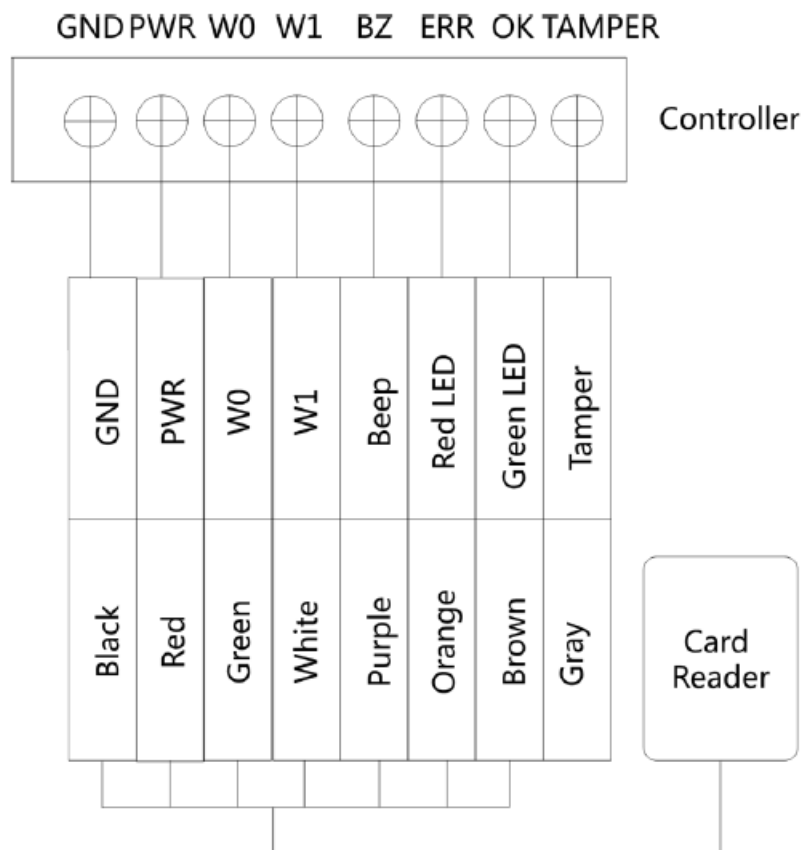 GND PWR W0 W1 BZ ERR OK TAMPER
Controller
GND
PWR
W0
W1
Beep
Red LED
Green LED
Tamper
Black
Red
Green
White
Purple
Orange
Brown
Gray
Card
Reader